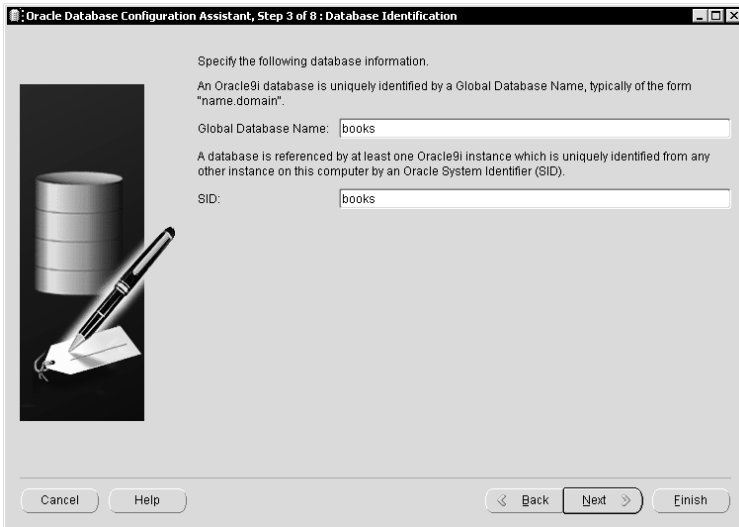 Oracle Database Configuration Assistant, Step 3 of 8 : Database Identification
Specify the following database information.
An Oracle9i database is uniquely identified by a Global Database Name, typically of the form
"name.domain".
Global Database Name: books
A database is referenced by at least one Oracle9i instance which is uniquely identified from any
other instance on this computer by an Oracle System Identifier (SID).
SID: books
Cancel Help Back Next Finish